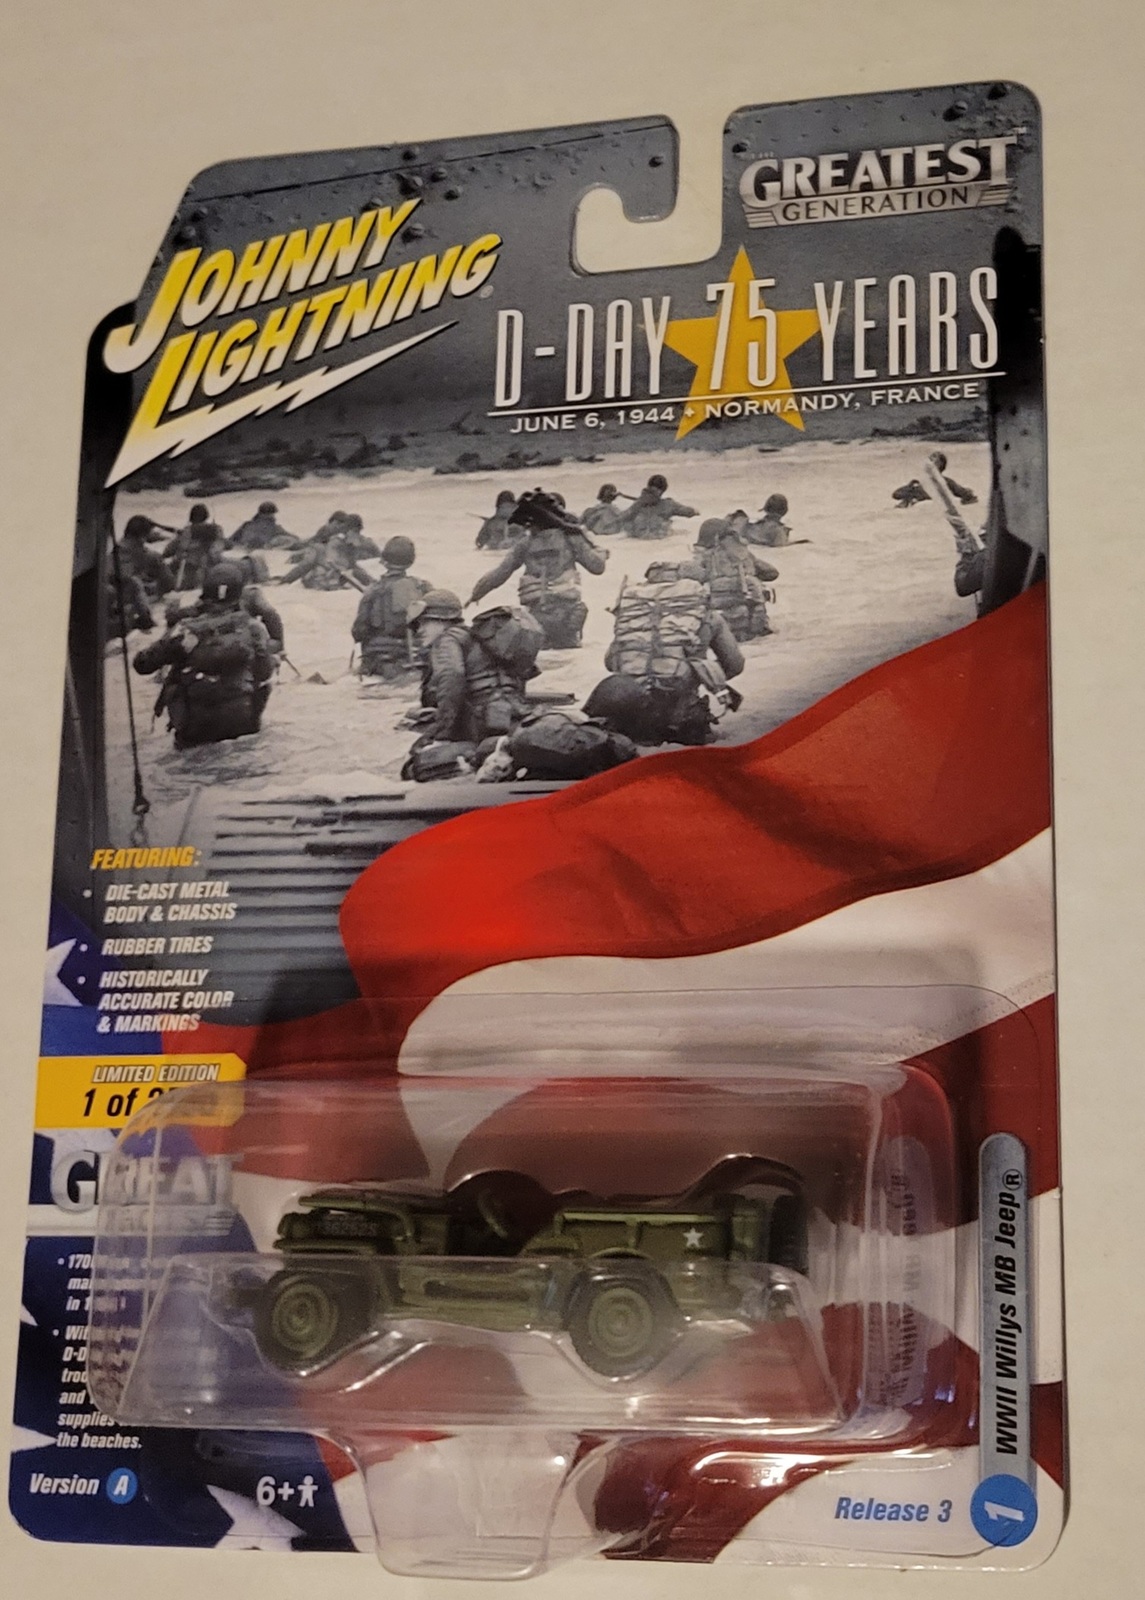 GREATEST
GENERATION
JOHNNY
LIGHTNING
D-DAY 75 YEARS
JUNE 6, 1944 + NORMANDY, FRANCE
FEATURING:
• DIE-CAST METAL
BODY & CHASSIS
• RUBBER TIRES
• HISTORICALLY
ACCURATE COLOR
& MARKINGS
LIMITED EDITION
1 of
GREAT
supplies
the beaches.
Version A
6+
WWII Willys MB Jeep®
Release 3
1